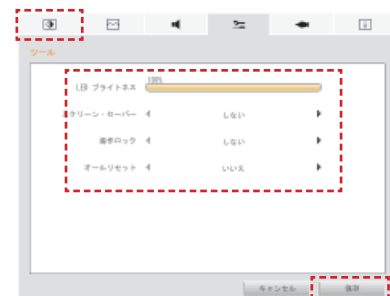 ツール
100%
LED ブライトネス
スクリーン・セーバー しない
操作ロック しない
オールリセット いいえ
キャンセル 保存